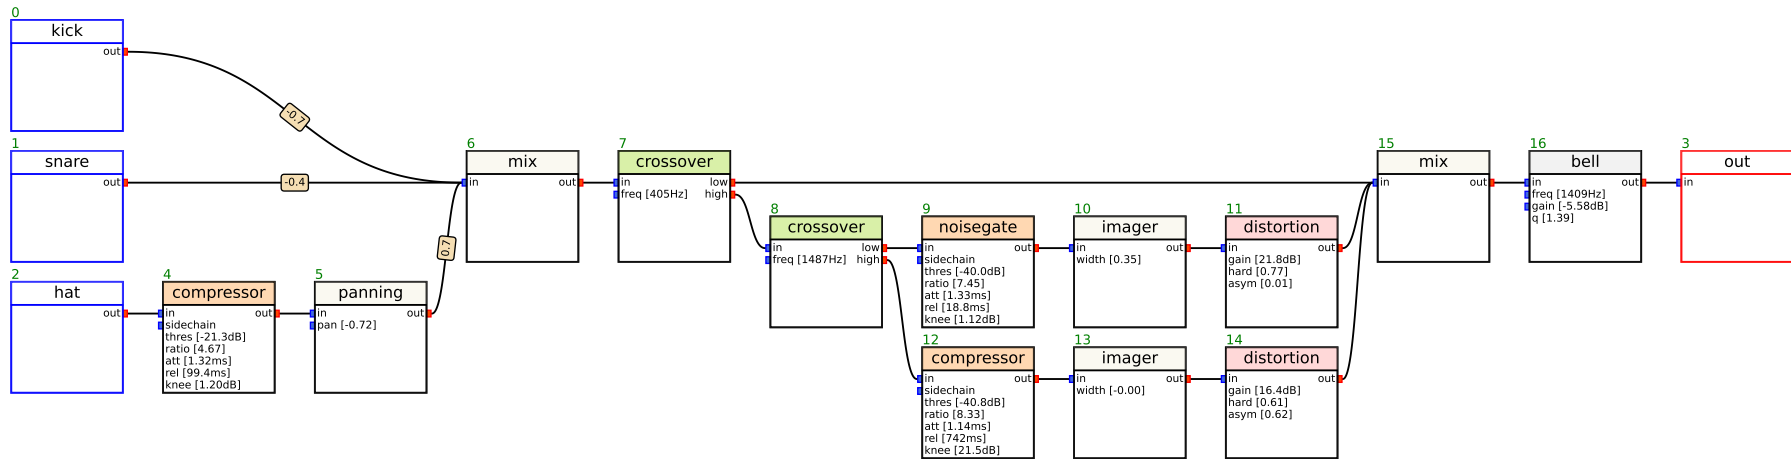 0
kick
out
-0.7
1
snare
out
-0.4
2
hat
out
4
compressor
in out
sidechain
thres [-21.3dB]
ratio [4.67]
att [1.32ms]
rel [99.4ms]
knee [1.20dB]
5
panning
in out
pan [-0.72]
0.7
6
mix
in out
7
crossover
in low
freq [405Hz] high
8
crossover
in low
freq [1487Hz] high
9
noisegate
in out
sidechain
thres [-40.0dB]
ratio [7.45]
att [1.33ms]
rel [18.8ms]
knee [1.12dB]
10
imager
in out
width [0.35]
11
distortion
in out
gain [21.8dB]
hard [0.77]
asym [0.01]
12
compressor
in out
sidechain
thres [-40.8dB]
ratio [8.33]
att [1.14ms]
rel [742ms]
knee [21.5dB]
13
imager
in out
width [-0.00]
14
distortion
in out
gain [16.4dB]
hard [0.61]
asym [0.62]
15
mix
in out
16
bell
in out
freq [1409Hz]
gain [-5.58dB]
q [1.39]
3
out
in